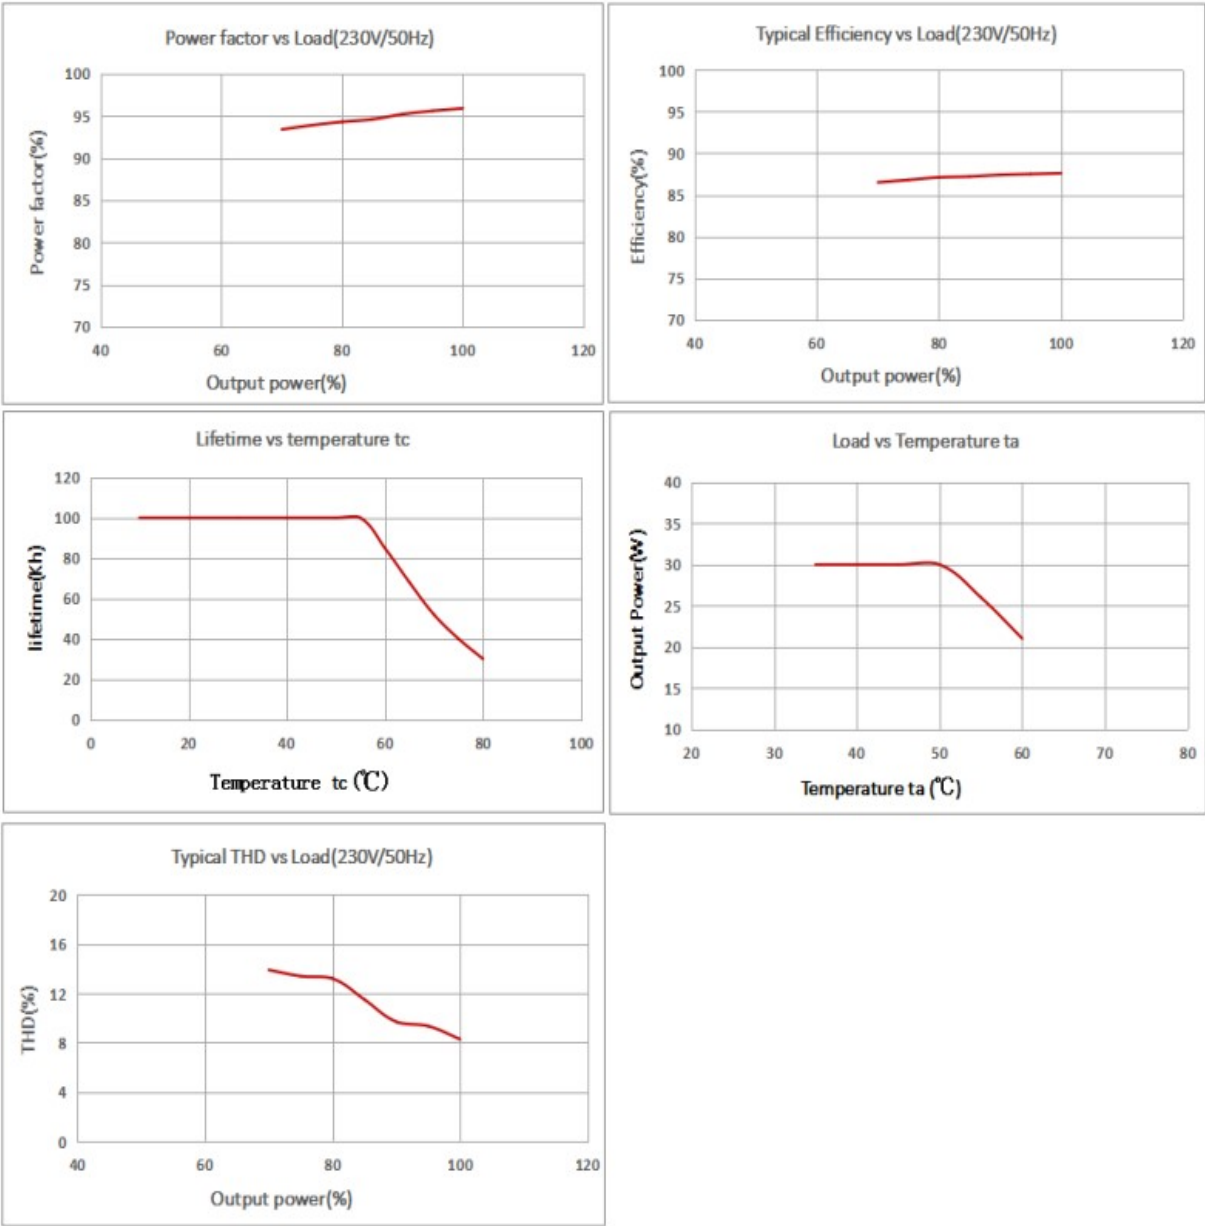 Power factor vs Load(230V/50Hz)
100
95
90
85
80
75
70
Power factor(%)
40 60 80 100 120
Output power(%)
Typical Efficiency vs Load(230V/50Hz)
100
95
90
85
80
75
70
Efficiency(%)
40 60 80 100 120
Output power(%)
Lifetime vs temperature tc
120
100
80
60
40
20
0
lifetime(Kh)
0 20 40 60 80 100
Temperature tc (℃)
Load vs Temperature ta
40
35
30
25
20
15
10
Output Power(W)
20 30 40 50 60 70 80
Temperature ta (℃)
Typical THD vs Load(230V/50Hz)
20
16
12
8
4
0
THD(%)
40 60 80 100 120
Output power(%)